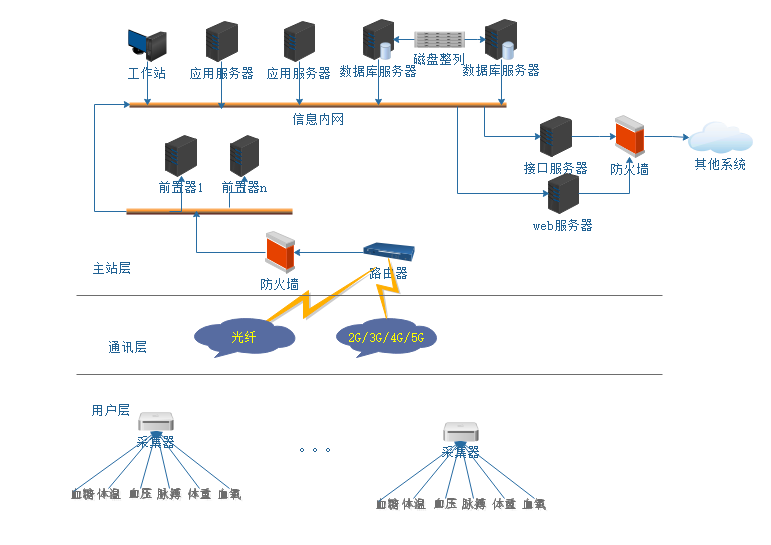 工作站
应用服务器
应用服务器
数据库服务器
磁盘整列
数据库服务器
信息内网
前置器1
前置器n
接口服务器
防火墙
其他系统
web服务器
主站层
防火墙
路由器
光纤
2G/3G/4G/5G
通讯层
用户层
采集器
。。。
采集器
血糖 体温 血压 脉搏 体重 血氧
血糖 体温 血压 脉搏 体重 血氧